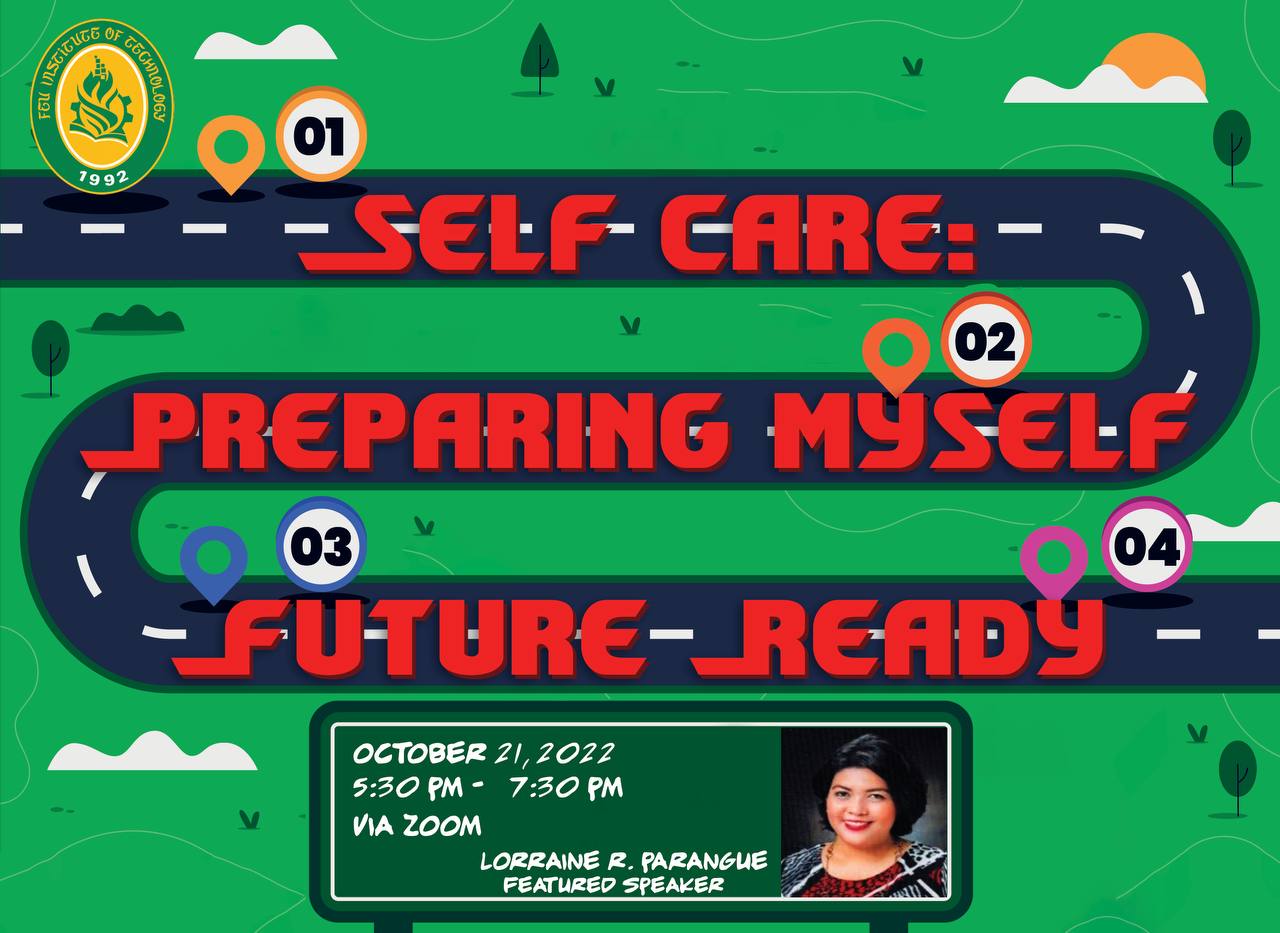 FEU INSTITUTE OF TECHNOLOGY
1992
01
SELF CARE:
02
PREPARING MYSELF
03
04
FUTURE READY
OCTOBER 21, 2022
5:30 PM - 7:30 PM
VIA ZOOM
LORRAINE R. PARANGUE
FEATURED SPEAKER